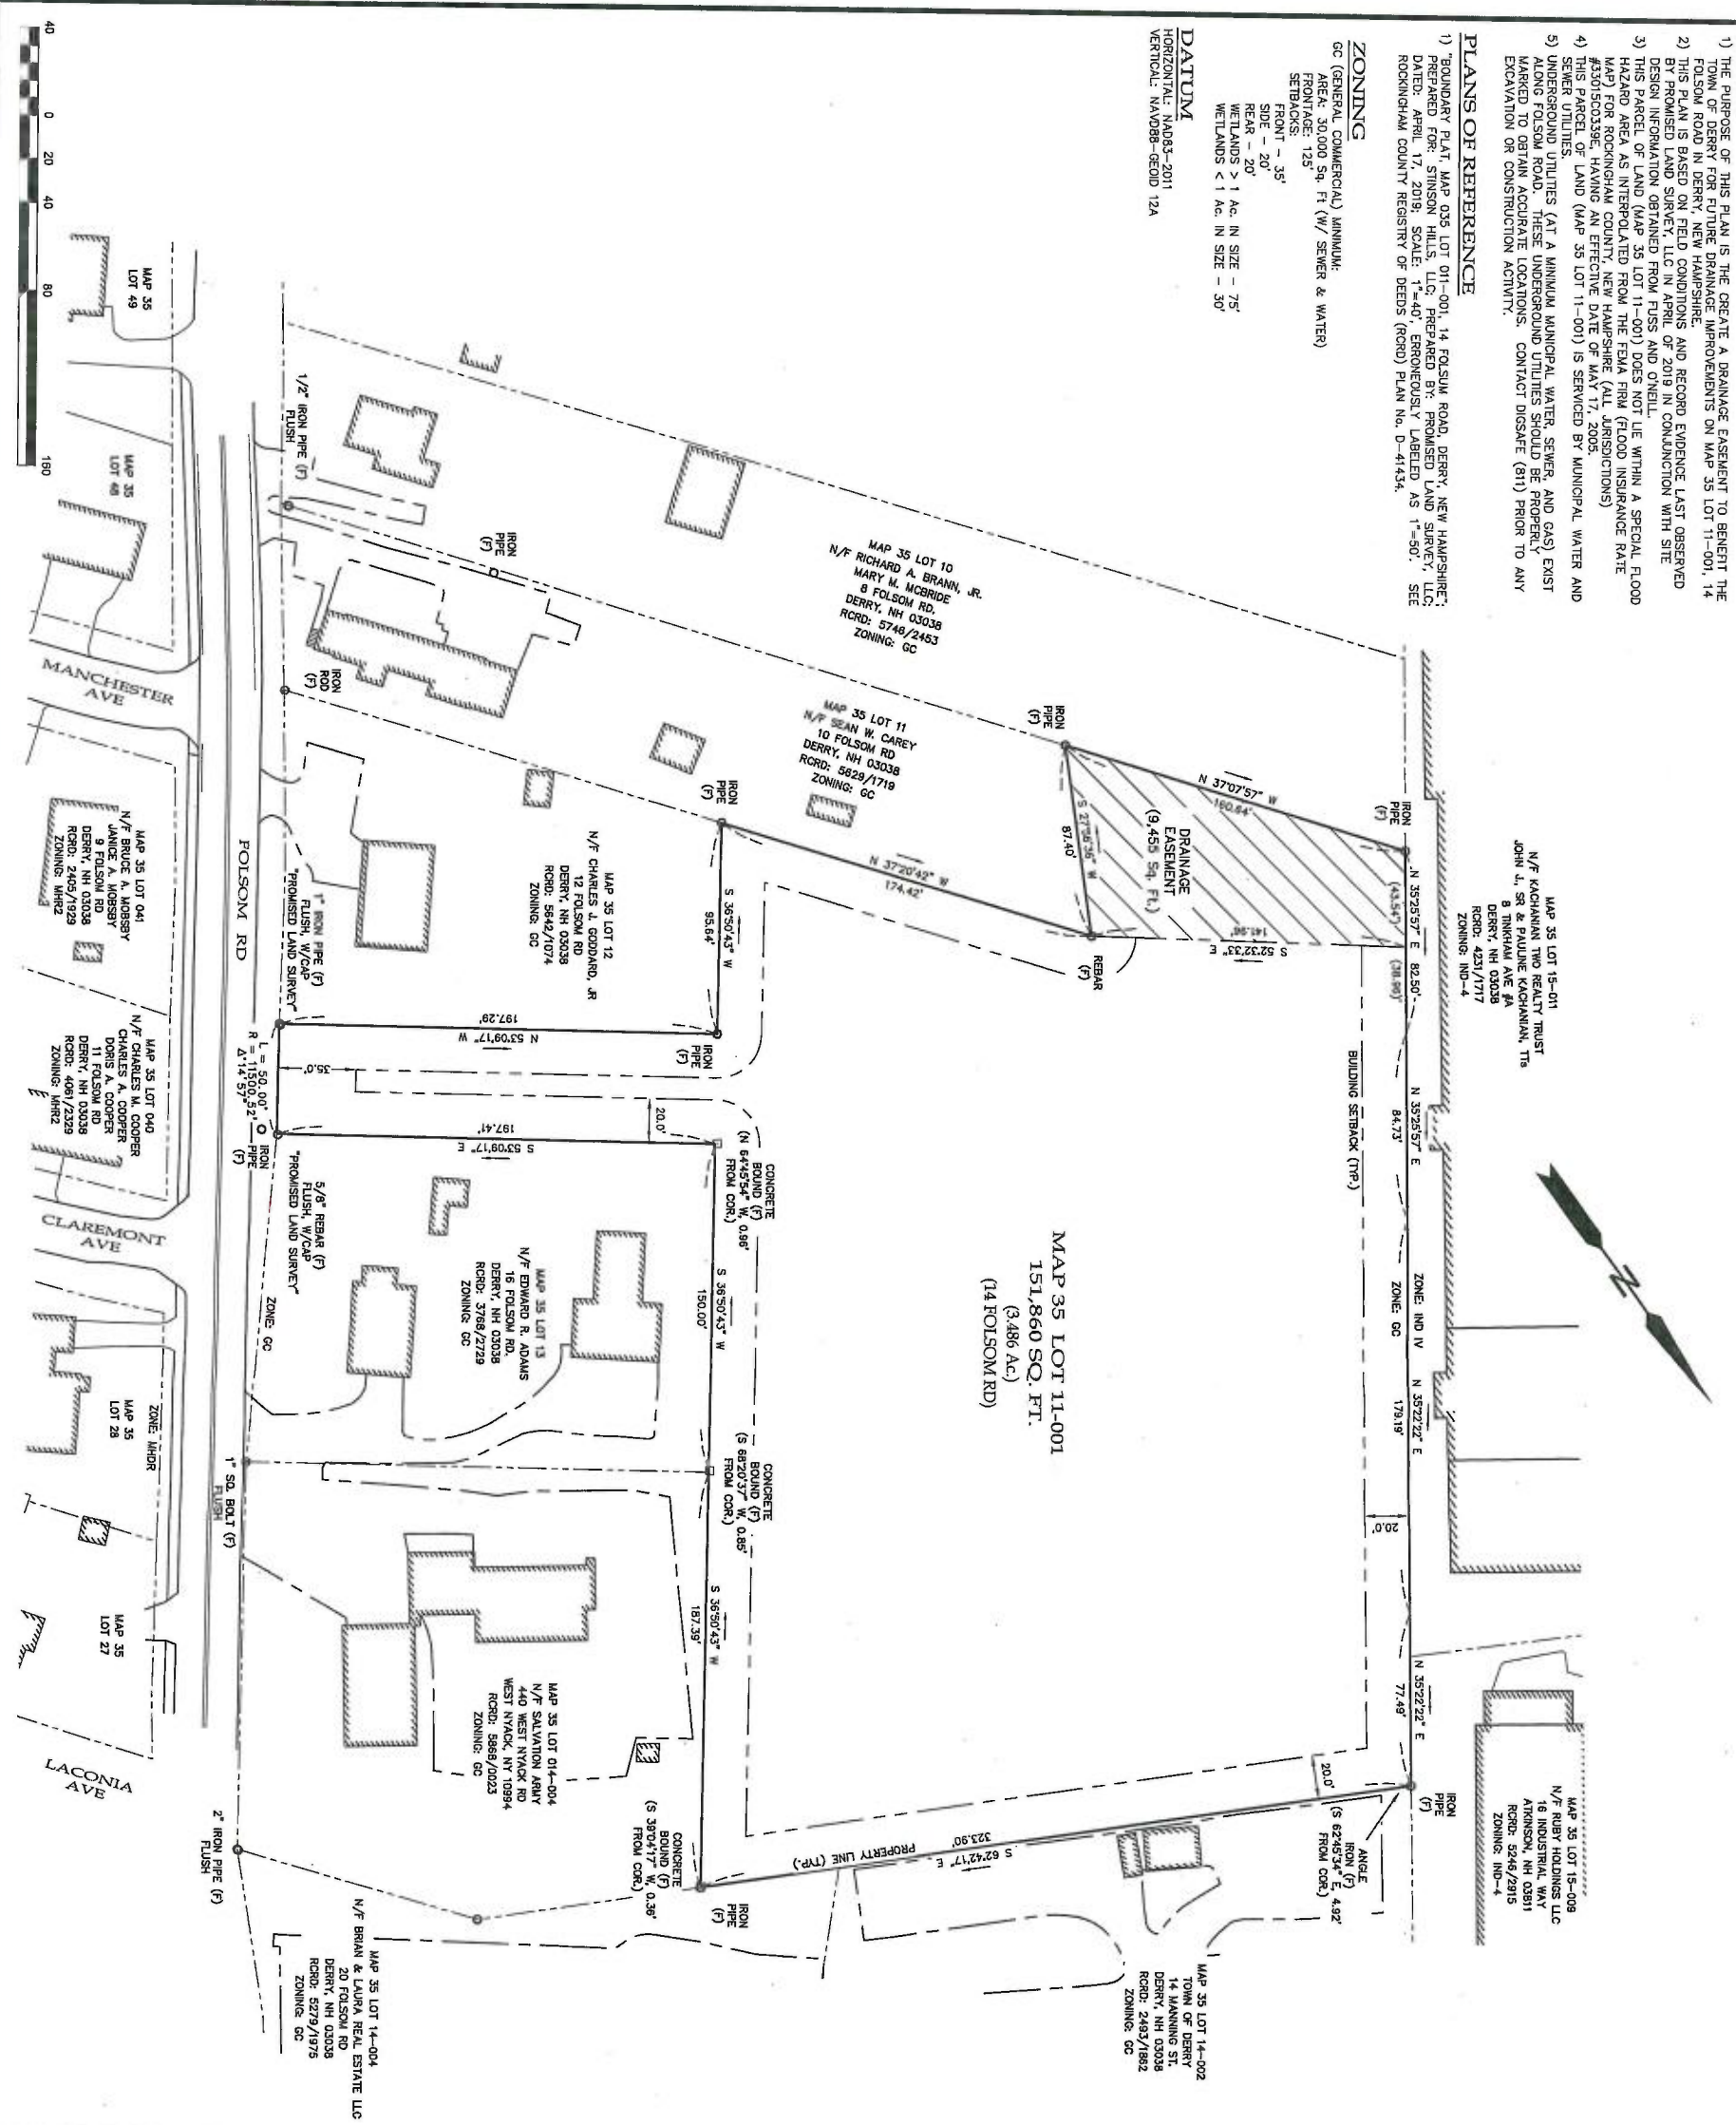 1) THE PURPOSE OF THIS PLAN IS THE CREATE A DRAINAGE EASEMENT TO BENEFIT THE
TOWN OF DERRY FOR FUTURE DRAINAGE IMPROVEMENTS ON MAP 35 LOT 11-001, 14
FOLSOM ROAD IN DERRY, NEW HAMPSHIRE.
2) THIS PLAN IS BASED ON FIELD CONDITIONS AND RECORD EVIDENCE LAST OBSERVED
BY PROMISED LAND SURVEY, LLC IN APRIL OF 2019 IN CONJUNCTION WITH SITE
DESIGN INFORMATION OBTAINED FROM FUSS AND O'NEILL.
3) THIS PARCEL OF LAND (MAP 35 LOT 11-001) DOES NOT LIE WITHIN A SPECIAL FLOOD
HAZARD AREA AS INTERPOLATED FROM THE FEMA FIRM (FLOOD INSURANCE RATE
MAP) FOR ROCKINGHAM COUNTY, NEW HAMPSHIRE (ALL JURISDICTIONS)
#33015C0339E, HAVING AN EFFECTIVE DATE OF MAY 17, 2005.
4) THIS PARCEL OF LAND (MAP 35 LOT 11-001) IS SERVICED BY MUNICIPAL WATER AND
SEWER UTILITIES.
5) UNDERGROUND UTILITIES (AT A MINIMUM MUNICIPAL WATER, SEWER, AND GAS) EXIST
ALONG FOLSOM ROAD. THESE UNDERGROUND UTILITIES SHOULD BE PROPERLY
MARKED TO OBTAIN ACCURATE LOCATIONS. CONTACT DIGSAFE (811) PRIOR TO ANY
EXCAVATION OR CONSTRUCTION ACTIVITY.
PLANS OF REFERENCE
1) "BOUNDARY PLAT, MAP 035 LOT 011-001, 14 FOLSUM ROAD, DERRY, NEW HAMPSHIRE";
PREPARED FOR: STINSON HILLS, LLC; PREPARED BY: PROMISED LAND SURVEY, LLC;
DATED: APRIL 17, 2019; SCALE: 1"=40', ERRONEOUSLY LABELED AS 1"=50'. SEE
ROCKINGHAM COUNTY REGISTRY OF DEEDS (RCRD) PLAN No. D-41434.
ZONING
GC (GENERAL COMMERCIAL) MINIMUM:
AREA: 30,000 Sq. Ft (W/ SEWER & WATER)
FRONTAGE: 125'
SETBACKS:
FRONT - 35'
SIDE - 20'
REAR - 20'
WETLANDS > 1 Ac. IN SIZE - 75'
WETLANDS < 1 Ac. IN SIZE - 30'
DATUM
HORIZONTAL: NAD83-2011
VERTICAL: NAVD88-GEOID 12A
MAP 35 LOT 15-011
N/F KACHANIAN TWO REALTY TRUST
JOHN J., SR & PAULINE KACHANIAN, TTs
8 TINKHAM AVE #A
DERRY, NH 03038
RCRD: 4231/1717
ZONING: IND-4
N
MAP 35 LOT 15-009
N/F RUBY HOLDINGS LLC
16 INDUSTRIAL WAY
ATKINSON, NH 03811
RCRD: 5246/2915
ZONING: IND-4
IRON
PIPE
(F)
N 35°25'57" E 82.50'
(43.54')
(38.96')
N 35°25'57" E
84.73'
ZONE: IND IV
ZONE: GC
N 35°22'22" E
179.19'
20.0'
N 35°22'22" E
77.49'
IRON
PIPE
(F)
ANGLE
IRON (F)
(S 62°45'34" E, 4.92'
FROM COR.)
20.0'
BUILDING SETBACK (TYP.)
N 37°07'57" W
160.64'
DRAINAGE
EASEMENT
(9,455 Sq. Ft.)
S 52°32'33" E
141.96'
S 27°56'36" W
87.40'
IRON
PIPE
(F)
REBAR
(F)
MAP 35 LOT 11-001
151,860 SQ. FT.
(3.486 Ac.)
(14 FOLSOM RD)
S 62°42'17" E
323.90'
PROPERTY LINE (TYP.)
MAP 35 LOT 14-002
TOWN OF DERRY
14 MANNING ST.
DERRY, NH 03038
RCRD: 2493/1862
ZONING: GC
MAP 35 LOT 10
N/F RICHARD A. BRANN, JR.
MARY M. MCBRIDE
8 FOLSOM RD.
DERRY, NH 03038
RCRD: 5746/2453
ZONING: GC
MAP 35 LOT 11
N/F SEAN W. CAREY
10 FOLSOM RD
DERRY, NH 03038
RCRD: 5629/1719
ZONING: GC
N 37°20'42" W
174.42'
IRON
PIPE
(F)
S 36°50'43" W
95.64'
IRON
PIPE
(F)
CONCRETE
BOUND (F)
(N 64°45'54" W, 0.96'
FROM COR.)
S 36°50'43" W
150.00'
CONCRETE
BOUND (F)
(S 68°20'37" W, 0.85'
FROM COR.)
S 36°50'43" W
187.39'
CONCRETE
BOUND (F)
(S 39°04'17" W, 0.36'
FROM COR.)
IRON
PIPE
(F)
MAP 35 LOT 12
N/F CHARLES J. GODDARD, JR
12 FOLSOM RD
DERRY, NH 03038
RCRD: 5642/1074
ZONING: GC
N 53°09'17" W
197.29'
35.0'
20.0'
S 53°09'17" E
197.41'
MAP 35 LOT 13
N/F EDWARD R. ADAMS
16 FOLSOM RD.
DERRY, NH 03038
RCRD: 3768/2729
ZONING: GC
MAP 35 LOT 014-004
N/F SALVATION ARMY
440 WEST NYACK RD
WEST NYACK, NY 10994
RCRD: 5868/0023
ZONING: GC
IRON
PIPE
(F)
IRON
ROD
(F)
1/2" IRON PIPE (F)
FLUSH
1" IRON PIPE (F)
FLUSH, W/CAP
"PROMISED LAND SURVEY"
L = 50.00'
R = 11500.52'
Δ°14'57"
IRON
PIPE
(F)
5/8" REBAR (F)
FLUSH, W/CAP
"PROMISED LAND SURVEY"
ZONE: GC
1" SQ. BOLT (F)
FLUSH
2" IRON PIPE (F)
FLUSH
MAP 35 LOT 14-004
N/F BRIAN & LAURA REAL ESTATE LLC
20 FOLSOM RD
DERRY, NH 03038
RCRD: 5279/1975
ZONING: GC
FOLSOM RD
MAP 35
LOT 49
MAP 35
LOT 48
MANCHESTER
AVE
MAP 35 LOT 041
N/F BRUCE A. MOBSBY
JANICE A. MOBSBY
9 FOLSOM RD
DERRY, NH 03038
RCRD: 2405/1929
ZONING: MHR2
MAP 35 LOT 040
N/F CHARLES M. COOPER
CHARLES A. COOPER
DORIS A. COOPER
11 FOLSOM RD
DERRY, NH 03038
RCRD: 4061/2329
ZONING: MHR2
CLAREMONT
AVE
ZONE: MHDR
MAP 35
LOT 28
MAP 35
LOT 27
LACONIA
AVE
40 0 20 40 80 160